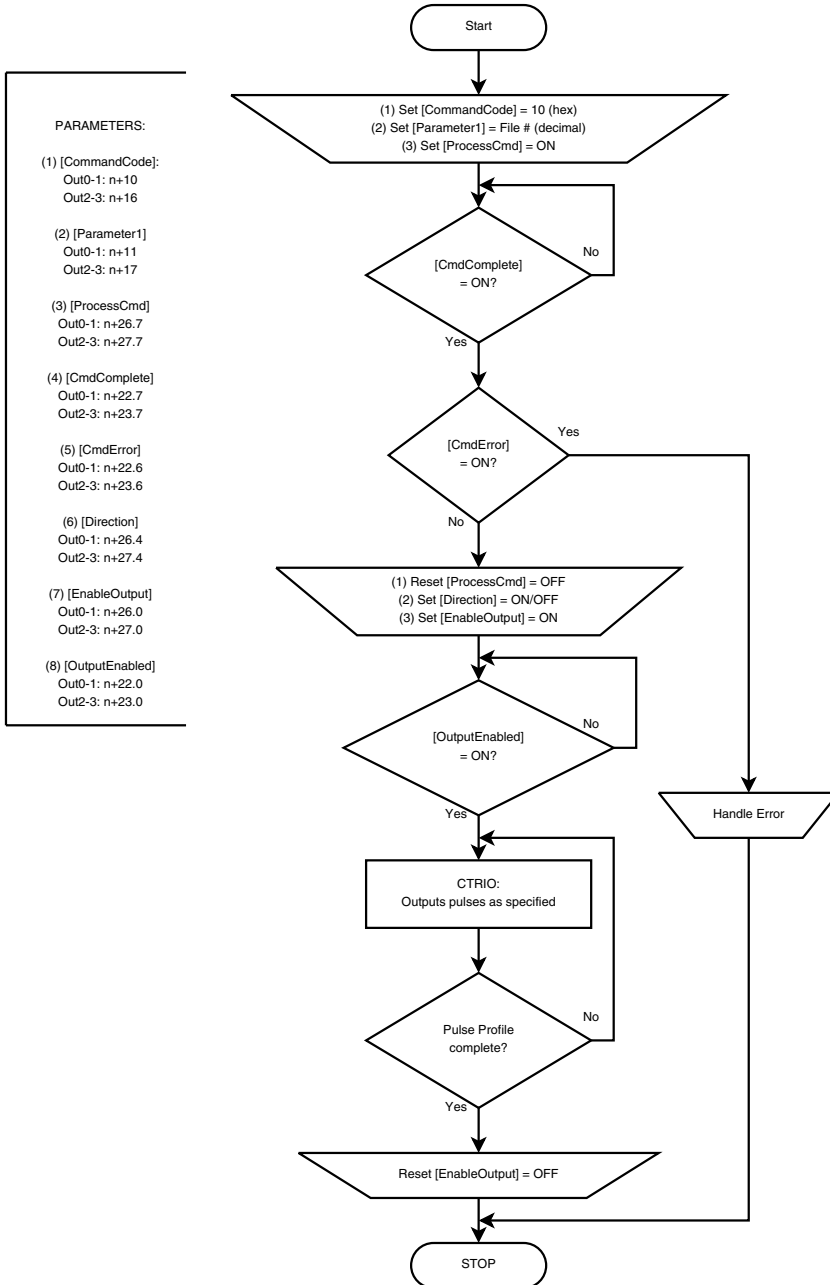 Start
PARAMETERS:
(1) [CommandCode]:
Out0-1: n+10
Out2-3: n+16
(2) [Parameter1]
Out0-1: n+11
Out2-3: n+17
(3) [ProcessCmd]
Out0-1: n+26.7
Out2-3: n+27.7
(4) [CmdComplete]
Out0-1: n+22.7
Out2-3: n+23.7
(5) [CmdError]
Out0-1: n+22.6
Out2-3: n+23.6
(6) [Direction]
Out0-1: n+26.4
Out2-3: n+27.4
(7) [EnableOutput]
Out0-1: n+26.0
Out2-3: n+27.0
(8) [OutputEnabled]
Out0-1: n+22.0
Out2-3: n+23.0
(1) Set [CommandCode] = 10 (hex)
(2) Set [Parameter1] = File # (decimal)
(3) Set [ProcessCmd] = ON
[CmdComplete]
= ON?
No
Yes
[CmdError]
= ON?
Yes
No
(1) Reset [ProcessCmd] = OFF
(2) Set [Direction] = ON/OFF
(3) Set [EnableOutput] = ON
[OutputEnabled]
= ON?
No
Yes
Handle Error
CTRIO:
Outputs pulses as specified
Pulse Profile
complete?
No
Yes
Reset [EnableOutput] = OFF
STOP